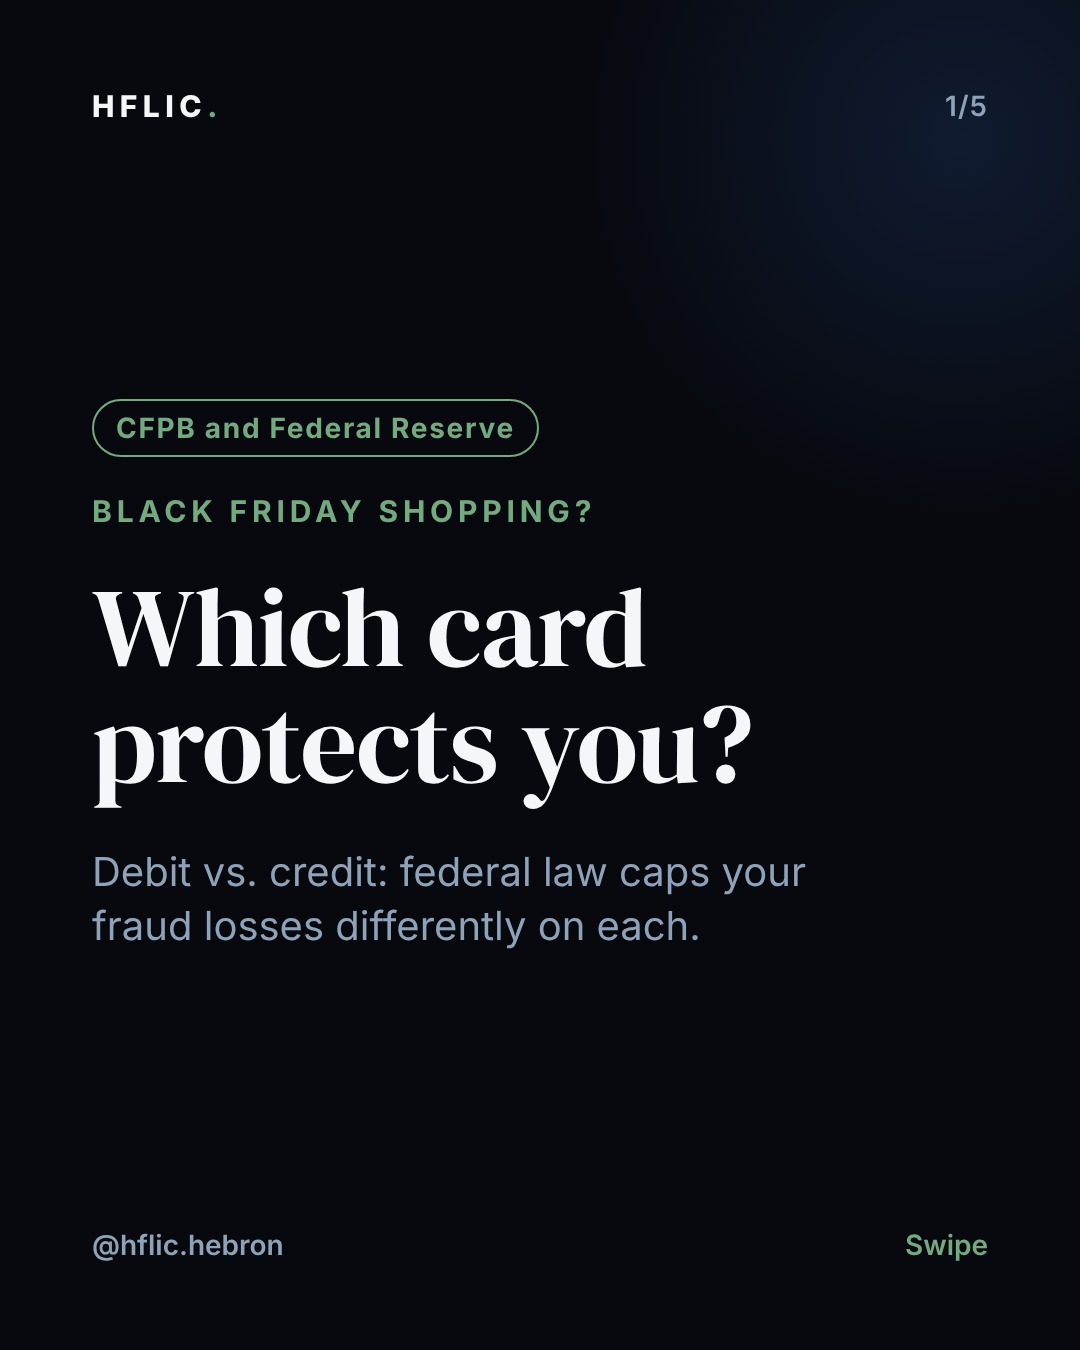 HFLIC.
1/5
CFPB and Federal Reserve
BLACK FRIDAY SHOPPING?
Which card
protects you?
Debit vs. credit: federal law caps your
fraud losses differently on each.
@hflic.hebron
Swipe